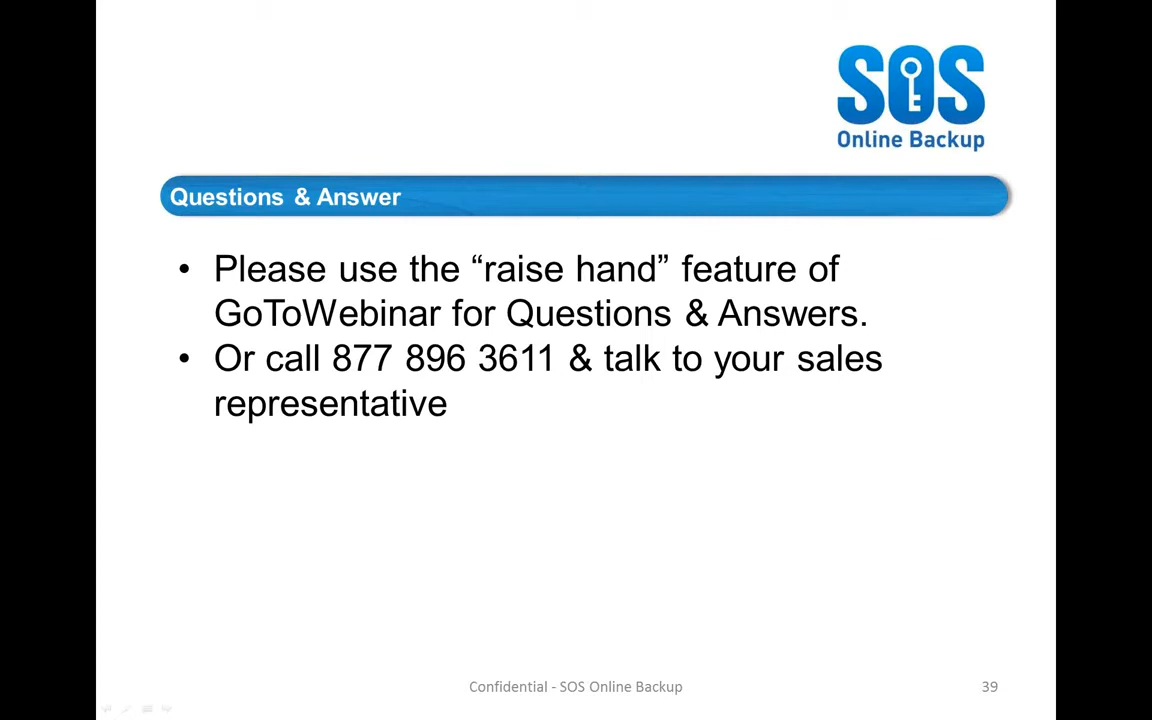 SOS
Online Backup
Questions & Answer
• Please use the “raise hand” feature of
GoToWebinar for Questions & Answers.
• Or call 877 896 3611 & talk to your sales
representative
Confidential - SOS Online Backup
39